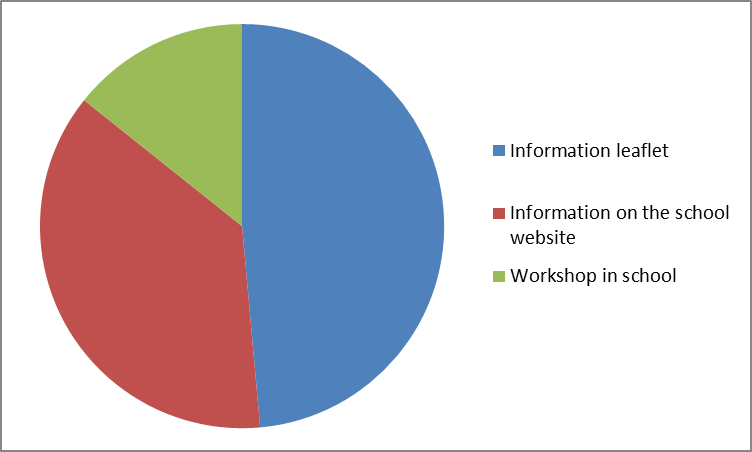 Information leaflet
Information on the school
website
Workshop in school